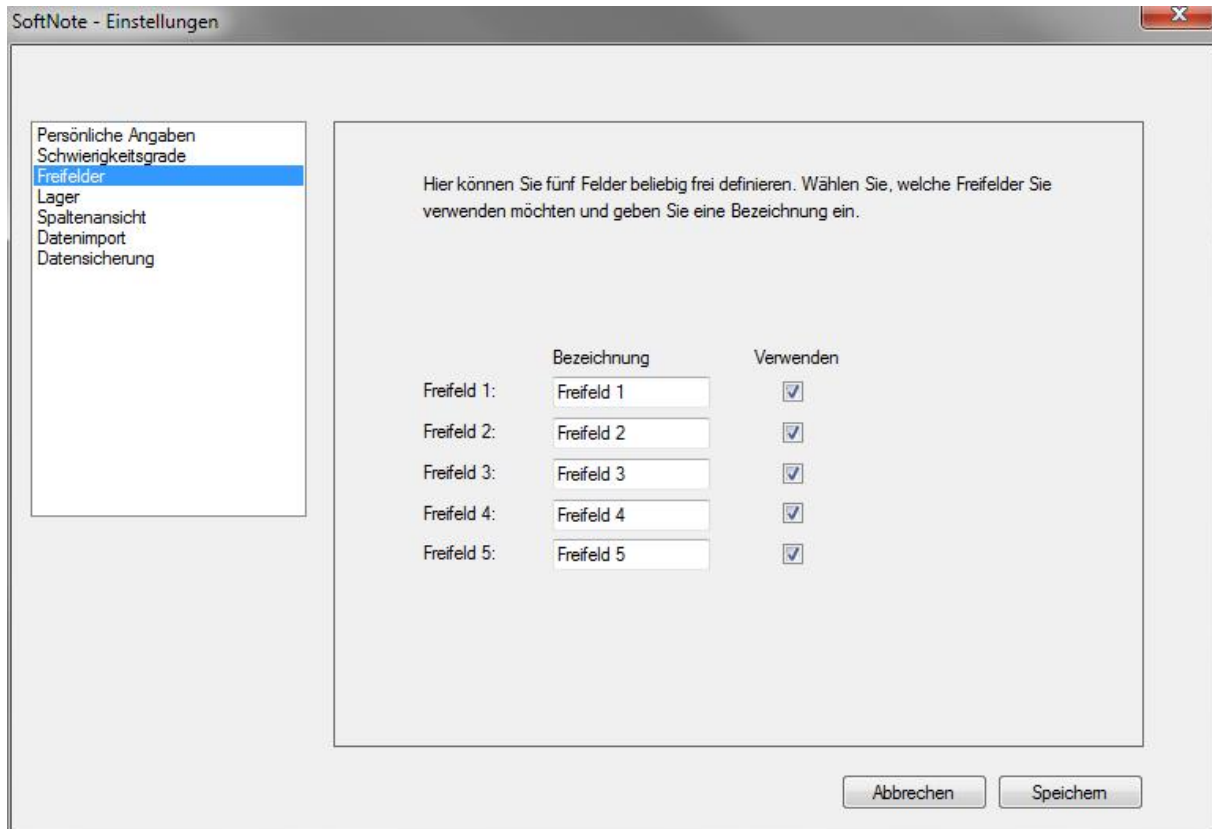 SoftNote - Einstellungen
Persönliche Angaben
Schwierigkeitsgrade
Freifelder
Lager
Spaltenansicht
Datenimport
Datensicherung
Hier können Sie fünf Felder beliebig frei definieren. Wählen Sie, welche Freifelder Sie
verwenden möchten und geben Sie eine Bezeichnung ein.
Bezeichnung Verwenden
Freifeld 1: Freifeld 1
Freifeld 2: Freifeld 2
Freifeld 3: Freifeld 3
Freifeld 4: Freifeld 4
Freifeld 5: Freifeld 5
Abbrechen Speichern